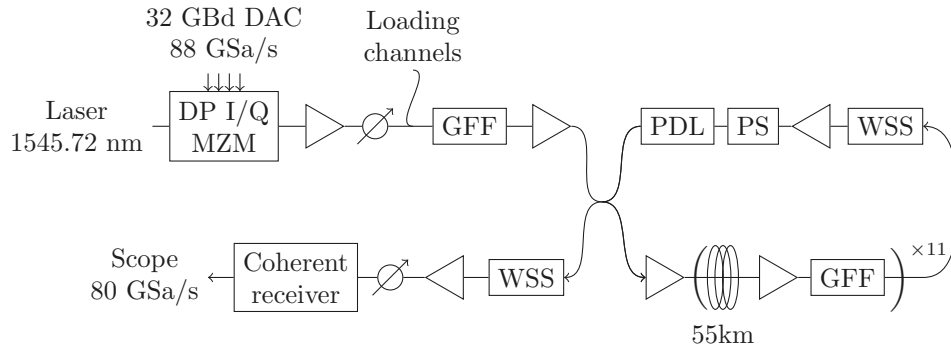 32 GBd DAC
88 GSa/s
Loading
channels
Laser
1545.72 nm
DP I/Q
MZM
GFF
PDL
PS
WSS
Scope
80 GSa/s
Coherent
receiver
WSS
GFF
×11
55km